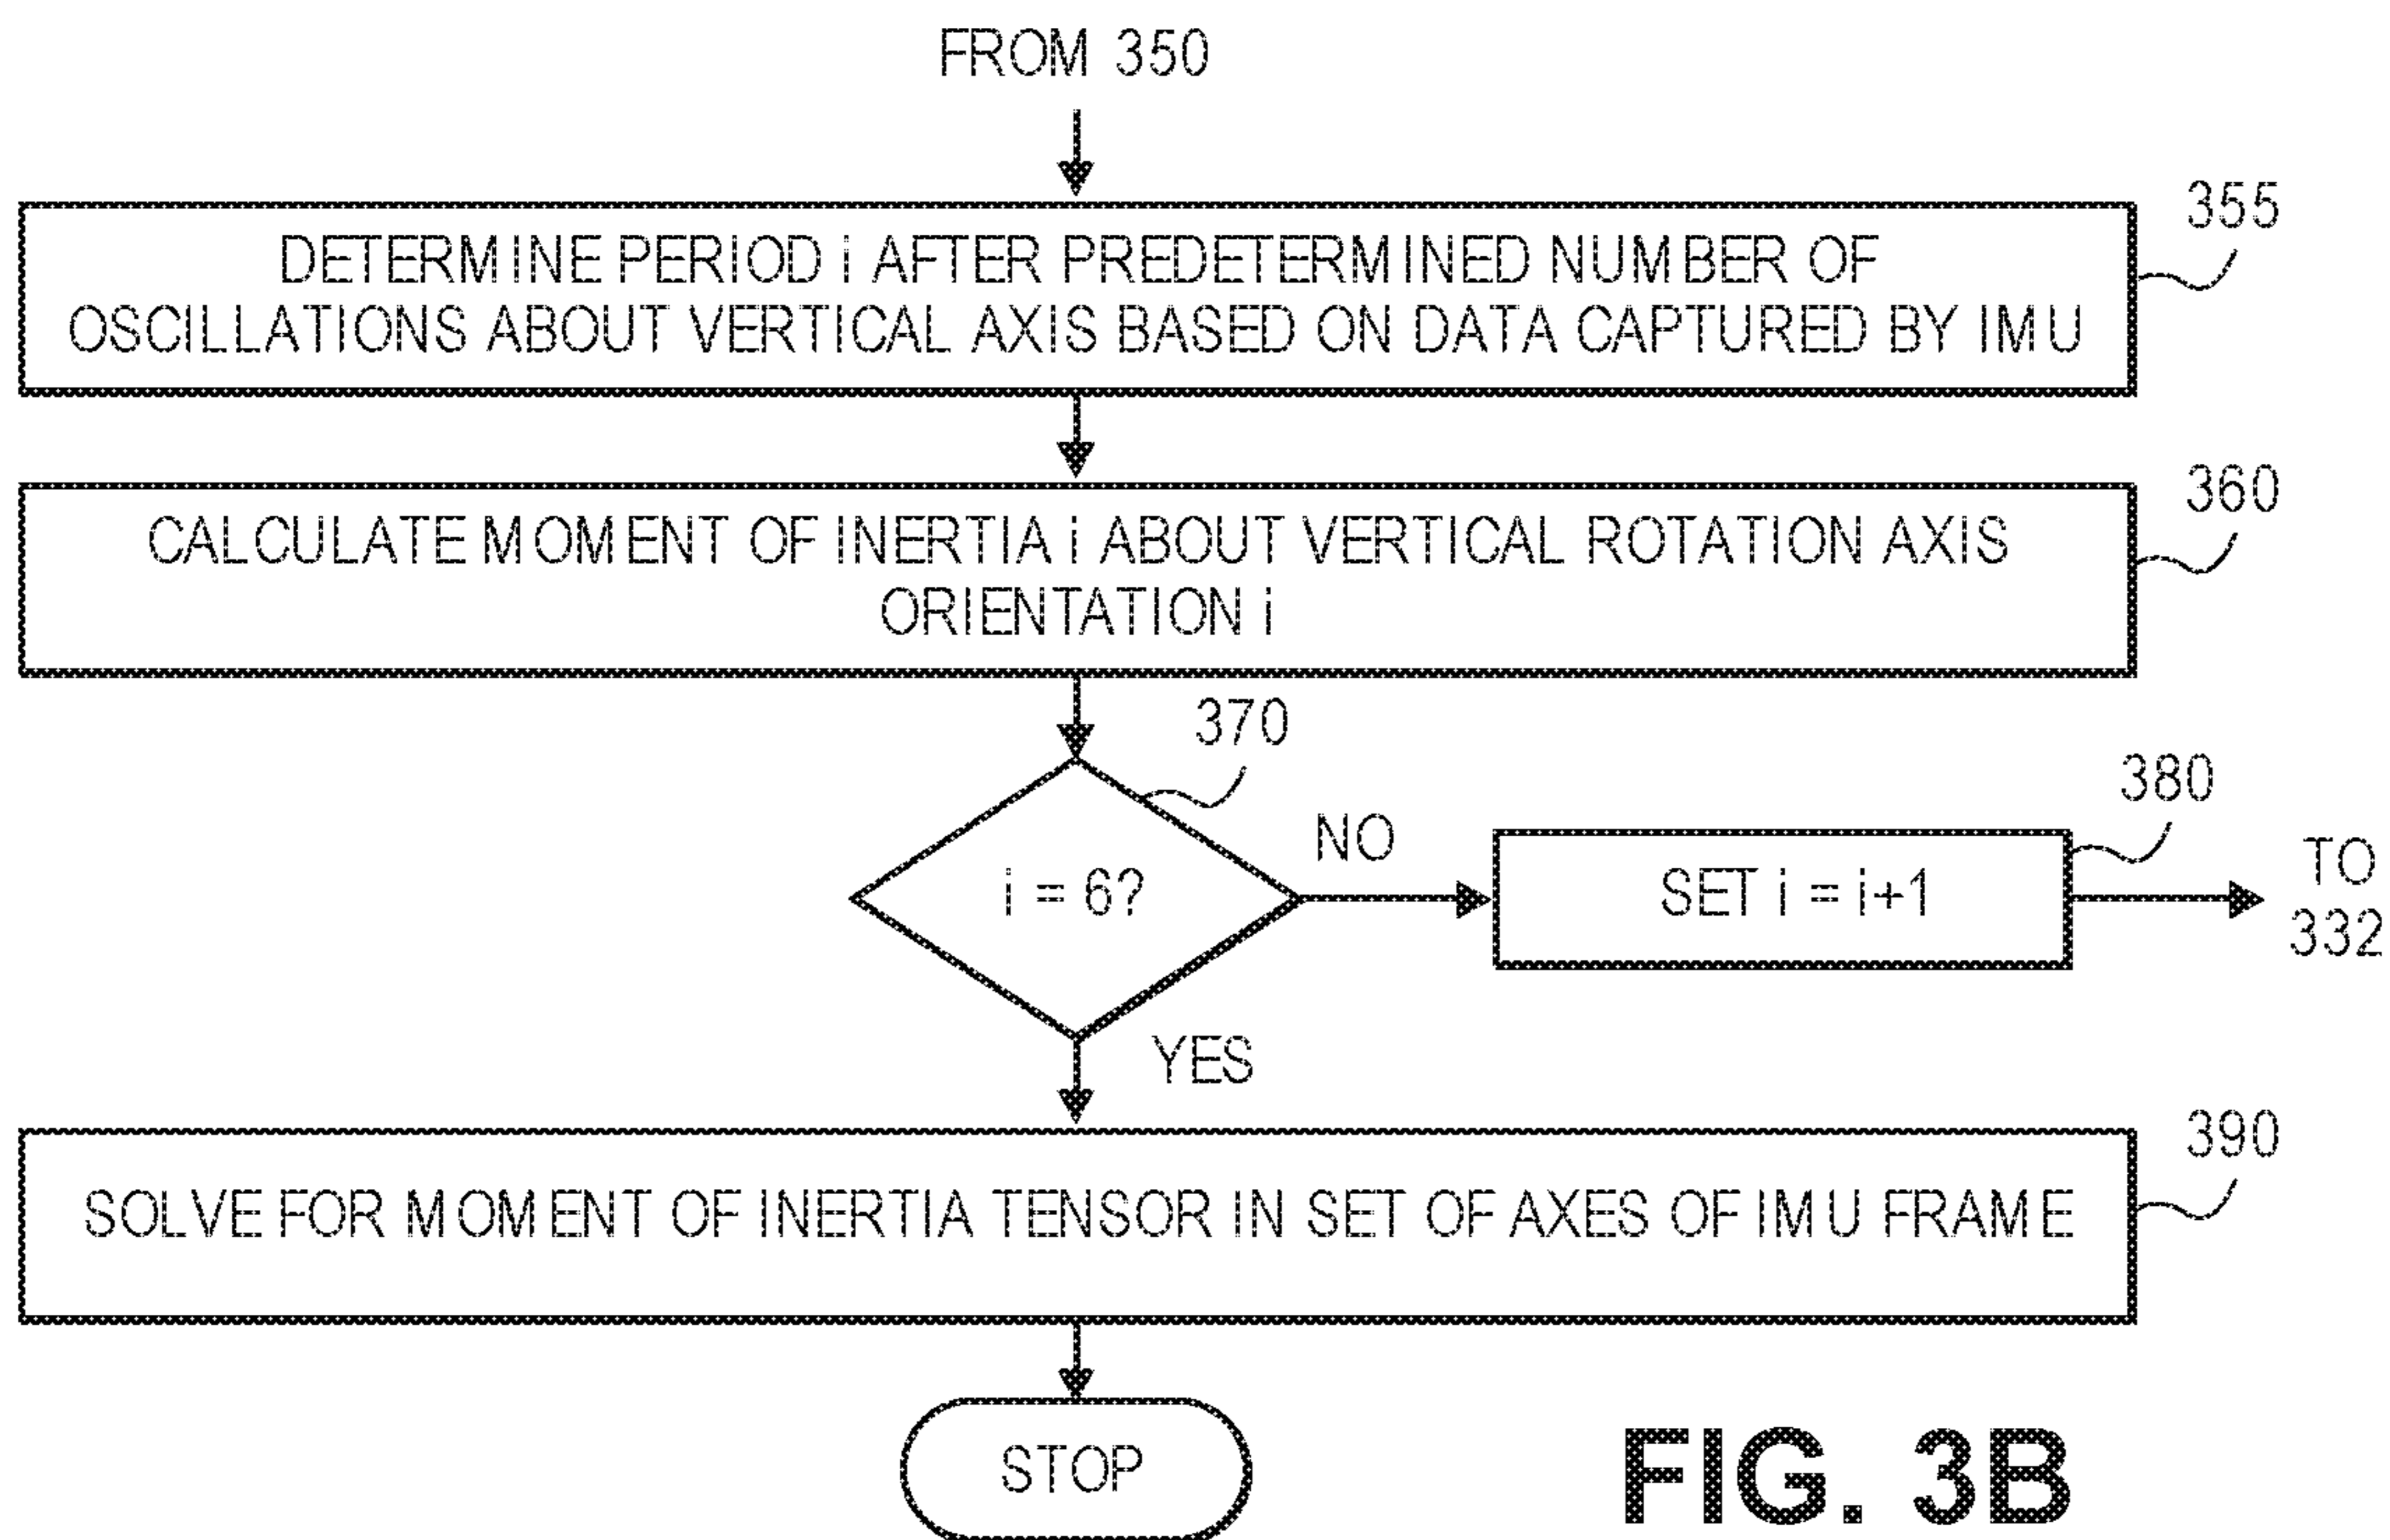 FROM 350
355
DETERMINE PERIOD i AFTER PREDETERMINED NUMBER OF
OSCILLATIONS ABOUT VERTICAL AXIS BASED ON DATA CAPTURED BY IMU
360
CALCULATE MOMENT OF INERTIA i ABOUT VERTICAL ROTATION AXIS
ORIENTATION i
370
i = 6?
NO
380
SET i = i+1
TO
332
YES
390
SOLVE FOR MOMENT OF INERTIA TENSOR IN SET OF AXES OF IMU FRAME
STOP
FIG. 3B